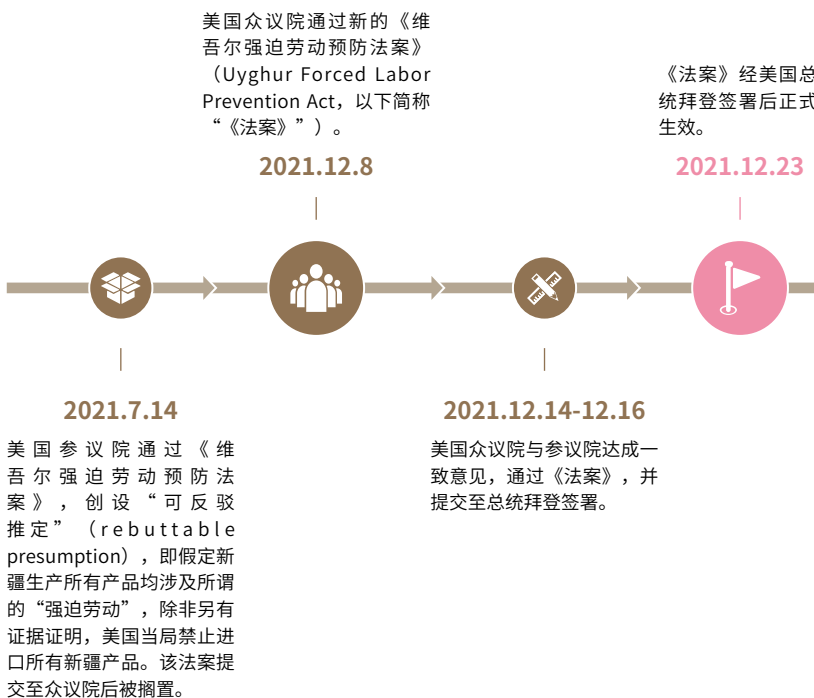 美国众议院通过新的《维
吾尔强迫劳动预防法案》
（Uyghur Forced Labor
Prevention Act，以下简称
“《法案》”）。
2021.12.8
《法案》经美国总
统拜登签署后正式
生效。
2021.12.23
2021.7.14
美国参议院通过《维
吾尔强迫劳动预防法
案》，创设“可反驳
推定”（rebuttable
presumption），即假定新
疆生产所有产品均涉及所谓
的“强迫劳动”，除非另有
证据证明，美国当局禁止进
口所有新疆产品。该法案提
交至众议院后被搁置。
2021.12.14-12.16
美国众议院与参议院达成一
致意见，通过《法案》，并
提交至总统拜登签署。